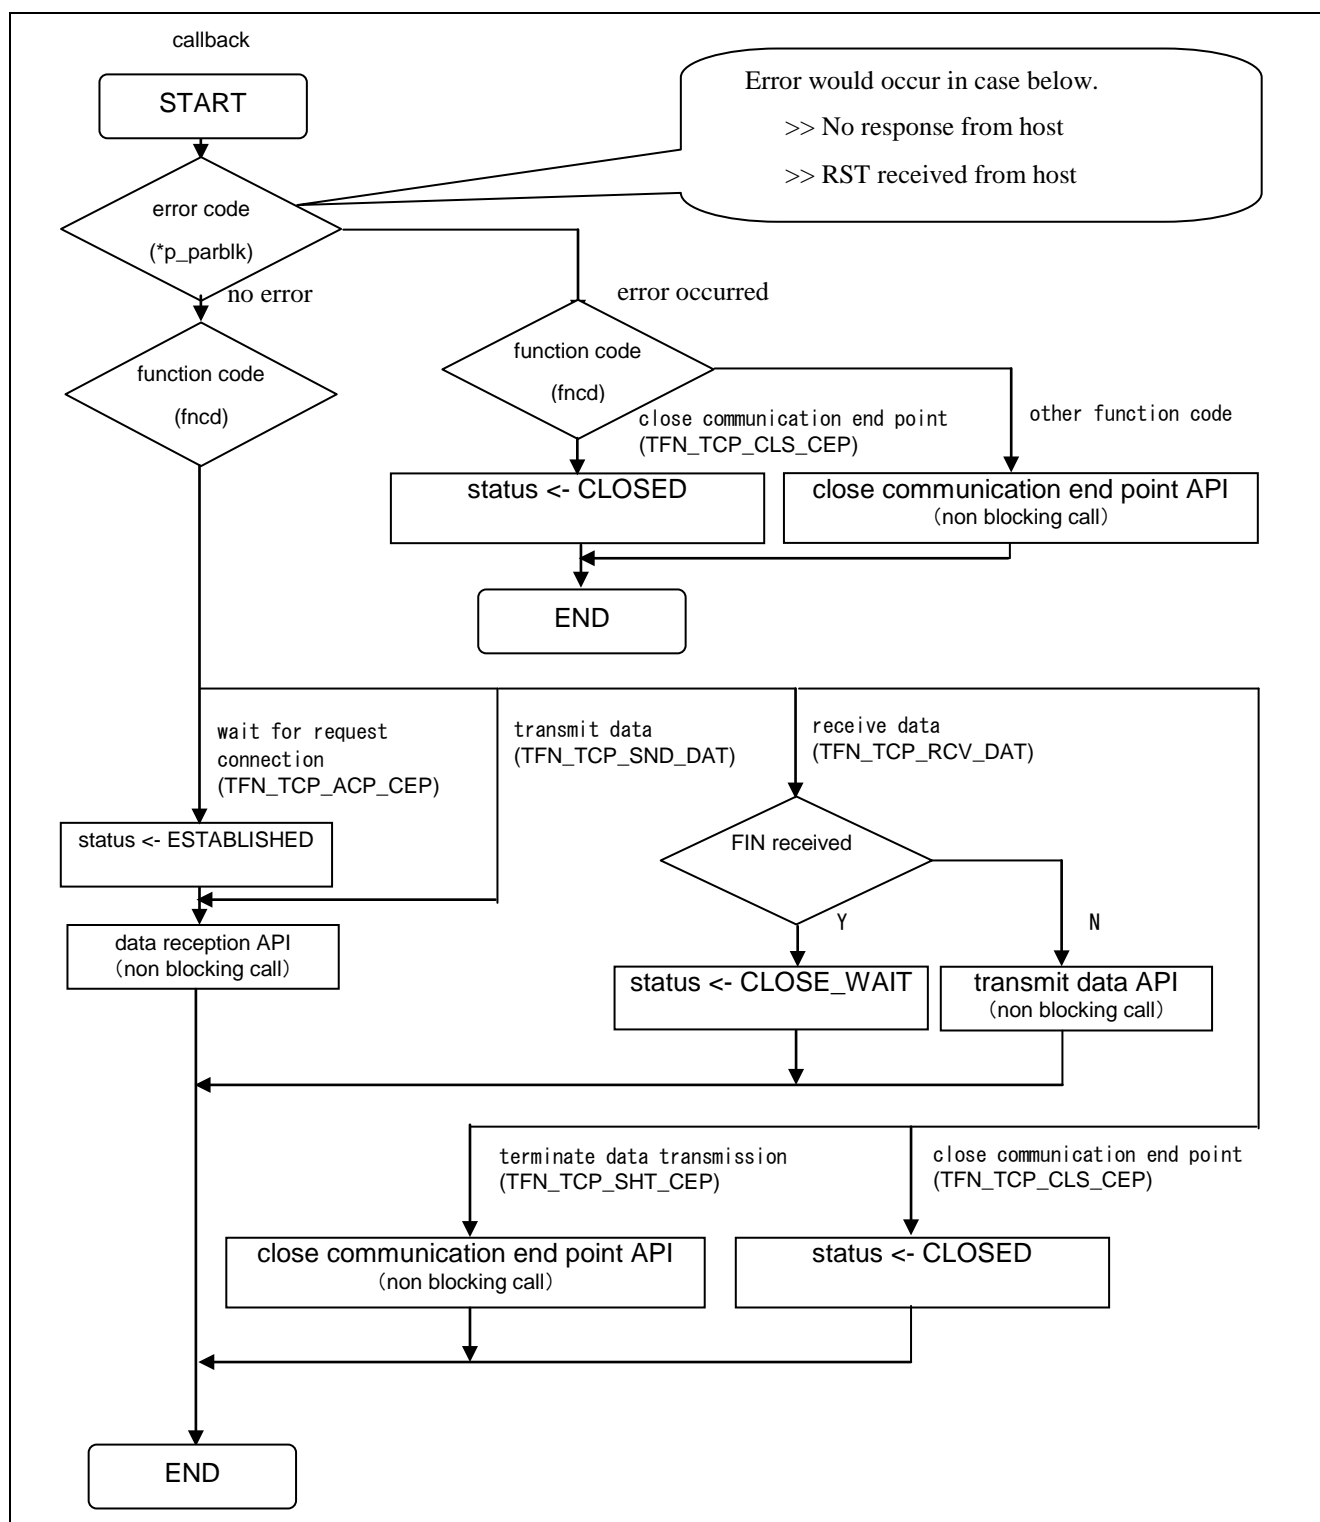 callback
START
Error would occur in case below.
>> No response from host
>> RST received from host
error code
(*p_parblk)
no error
error occurred
function code
(fncd)
function code
(fncd)
close communication end point
(TFN_TCP_CLS_CEP)
other function code
status <- CLOSED
close communication end point API
（non blocking call）
END
wait for request
connection
(TFN_TCP_ACP_CEP)
transmit data
(TFN_TCP_SND_DAT)
receive data
(TFN_TCP_RCV_DAT)
status <- ESTABLISHED
FIN received
Y
N
data reception API
（non blocking call）
status <- CLOSE_WAIT
transmit data API
（non blocking call）
terminate data transmission
(TFN_TCP_SHT_CEP)
close communication end point
(TFN_TCP_CLS_CEP)
close communication end point API
（non blocking call）
status <- CLOSED
END